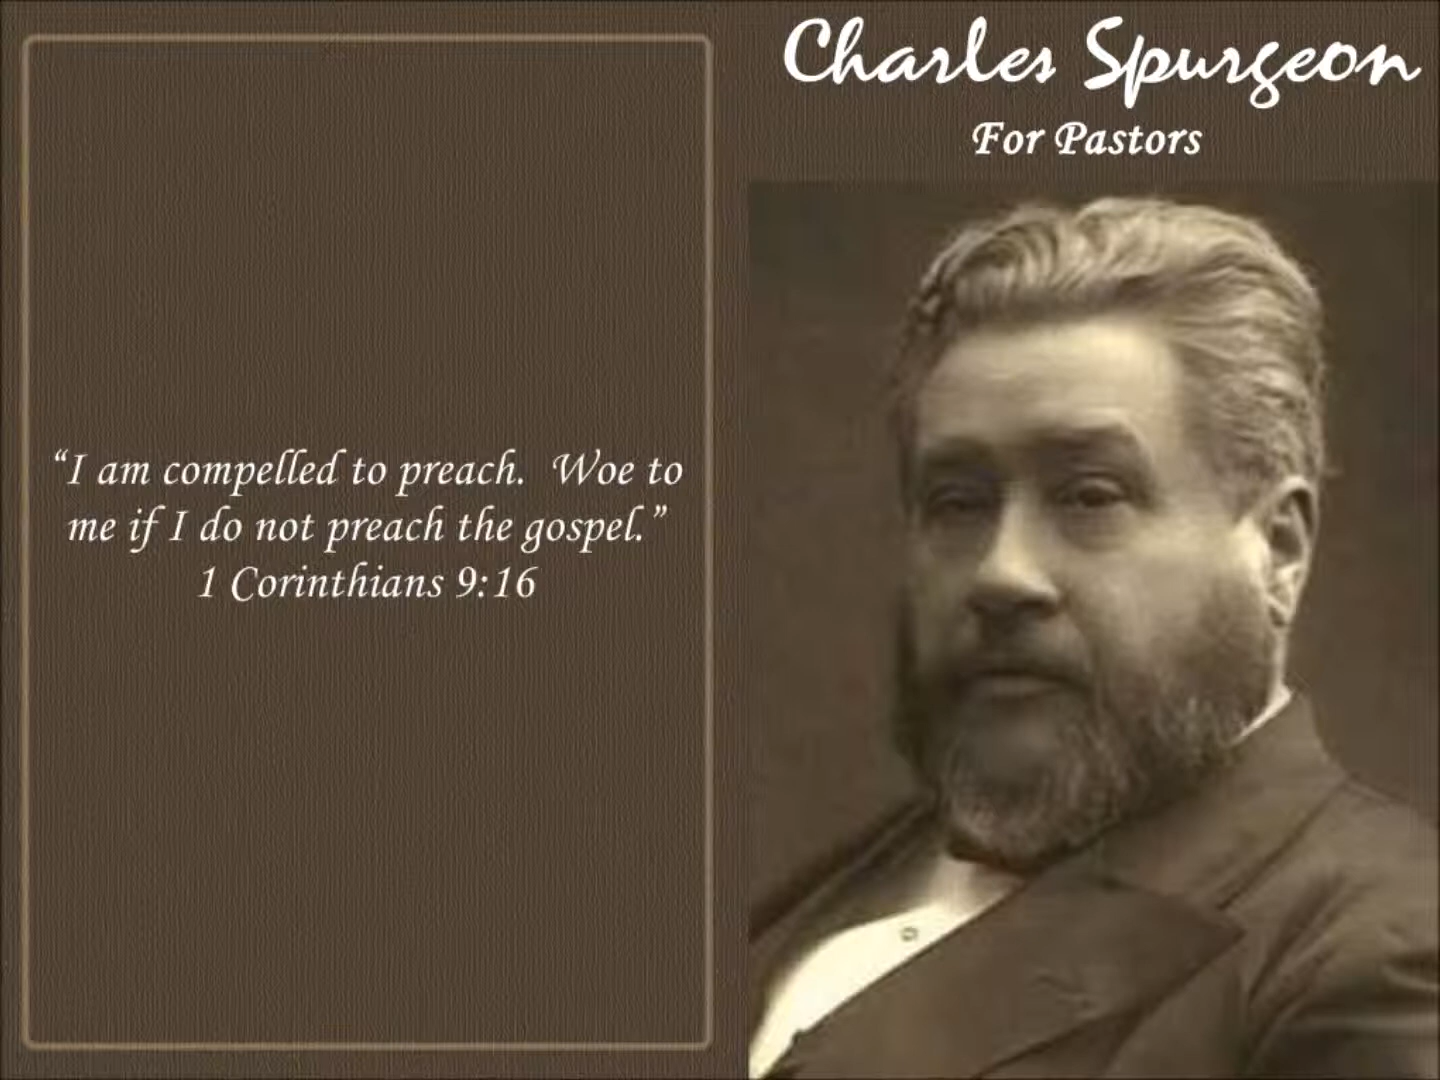 Charles Spurgeon
For Pastors
“I am compelled to preach.  Woe to
me if I do not preach the gospel.”
1 Corinthians 9:16